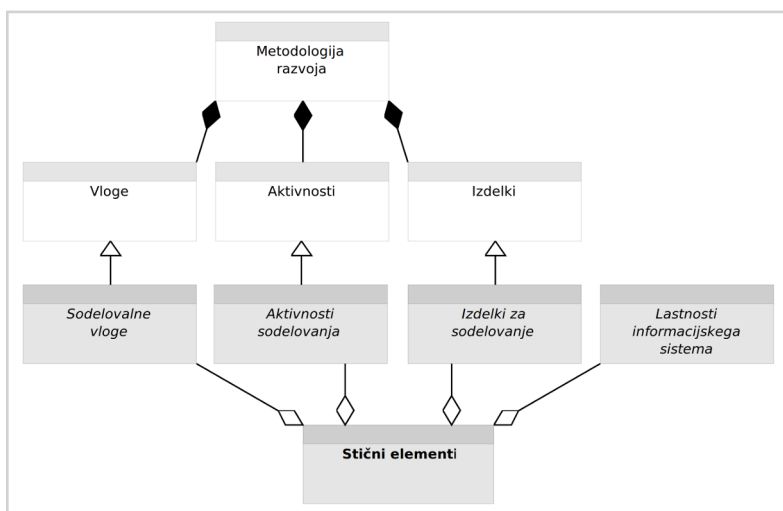 Metodologija
razvoja
Vloge
Aktivnosti
Izdelki
Sodelovalne
vloge
Aktivnosti
sodelovanja
Izdelki za
sodelovanje
Lastnosti
informacijskega
sistema
Stični elementi